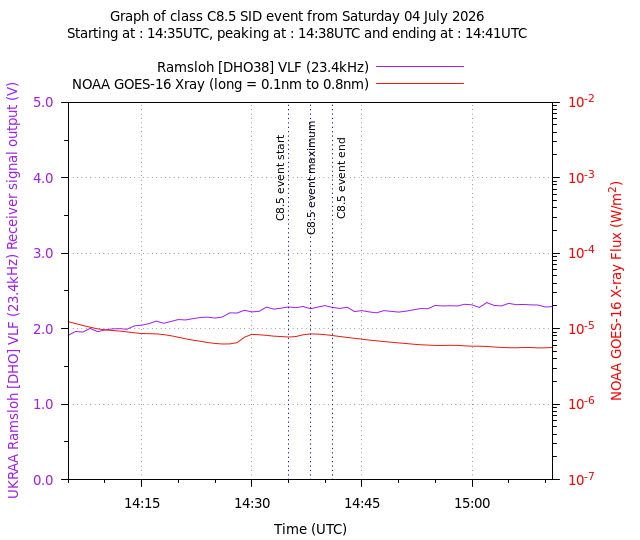 Graph of class C8.5 SID event from Saturday 04 July 2026
Starting at : 14:35UTC, peaking at : 14:38UTC and ending at : 14:41UTC
Ramsloh [DHO38] VLF (23.4kHz)
NOAA GOES-16 Xray (long = 0.1nm to 0.8nm)
UKRAA Ramsloh [DHO] VLF (23.4kHz) Receiver signal output (V)
5.0
4.0
3.0
2.0
1.0
0.0
C8.5 event start
C8.5 event maximum
C8.5 event end
10-2
10-3
10-4
10-5
10-6
10-7
NOAA GOES-16 X-ray Flux (W/m2)
14:15
14:30
14:45
15:00
Time (UTC)